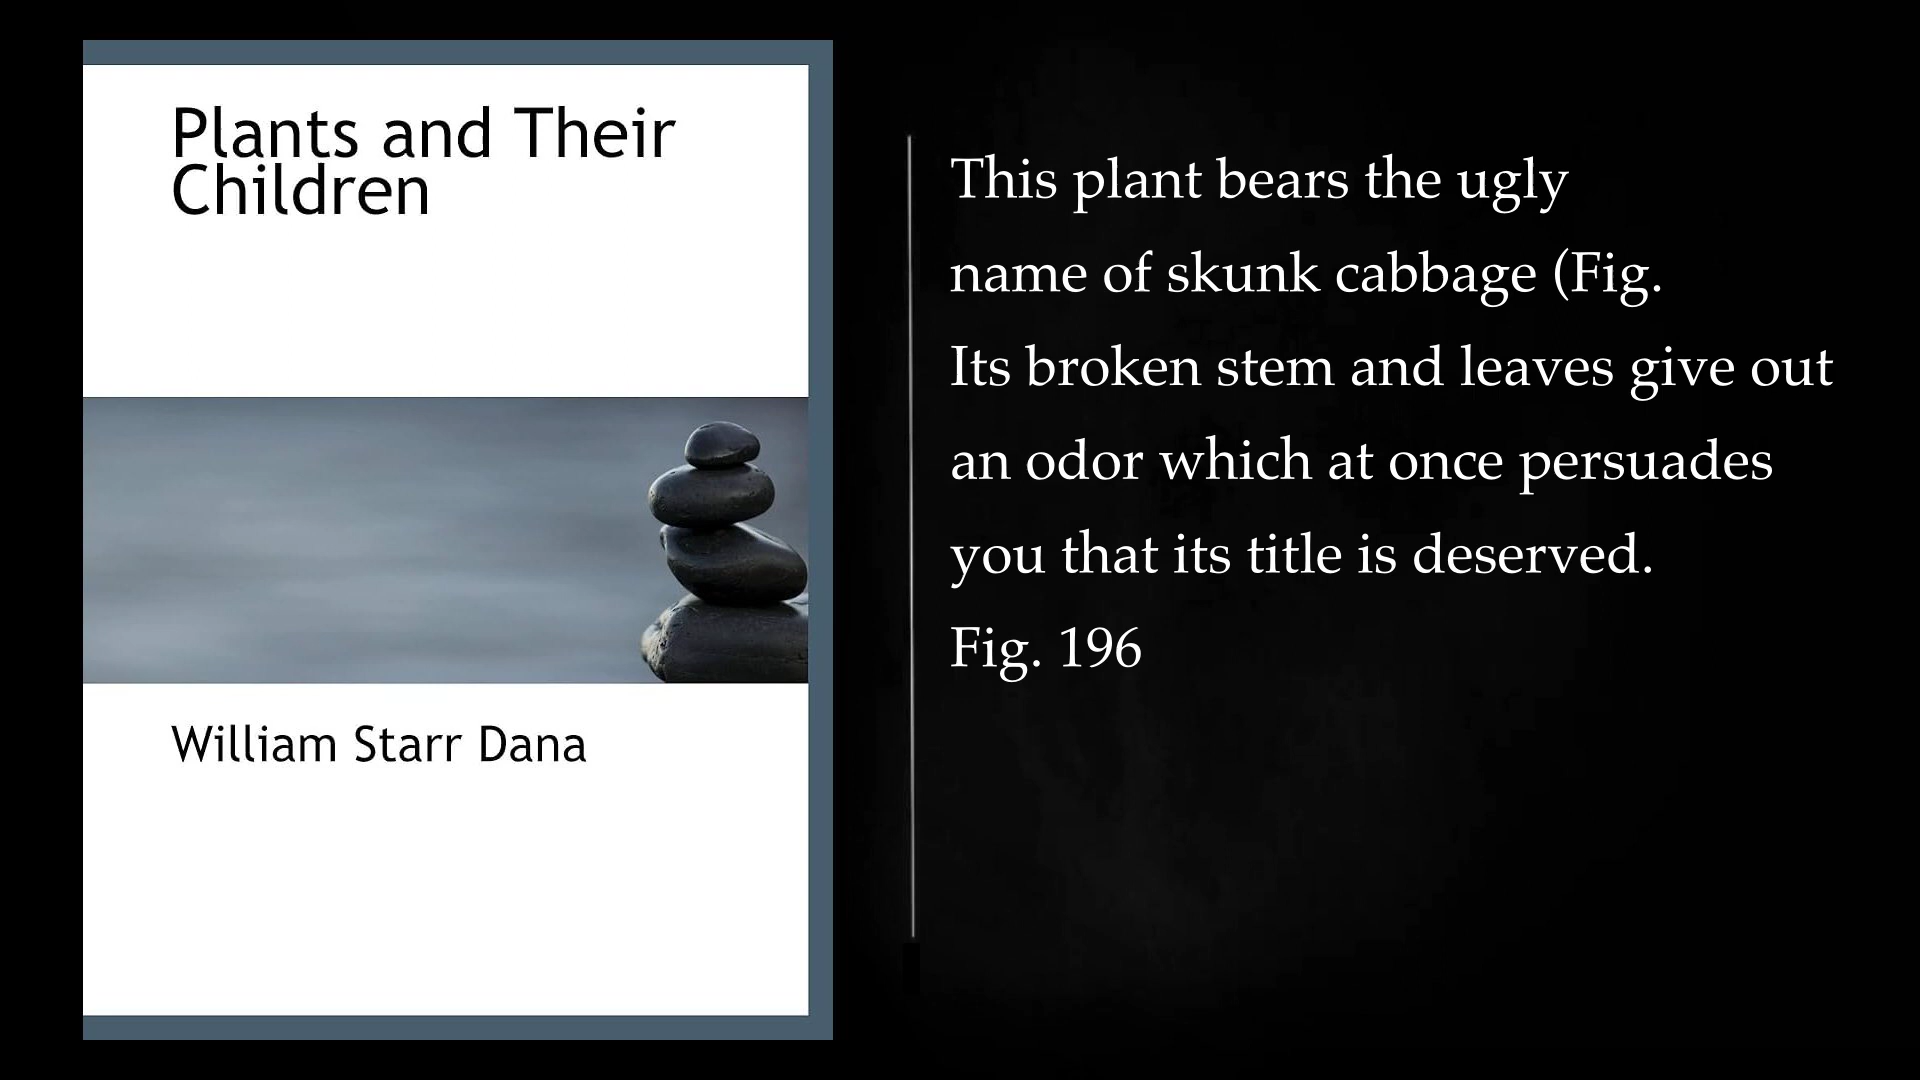 Plants and Their
Children
William Starr Dana
This plant bears the ugly
name of skunk cabbage (Fig.
Its broken stem and leaves give out
an odor which at once persuades
you that its title is deserved.
Fig. 196